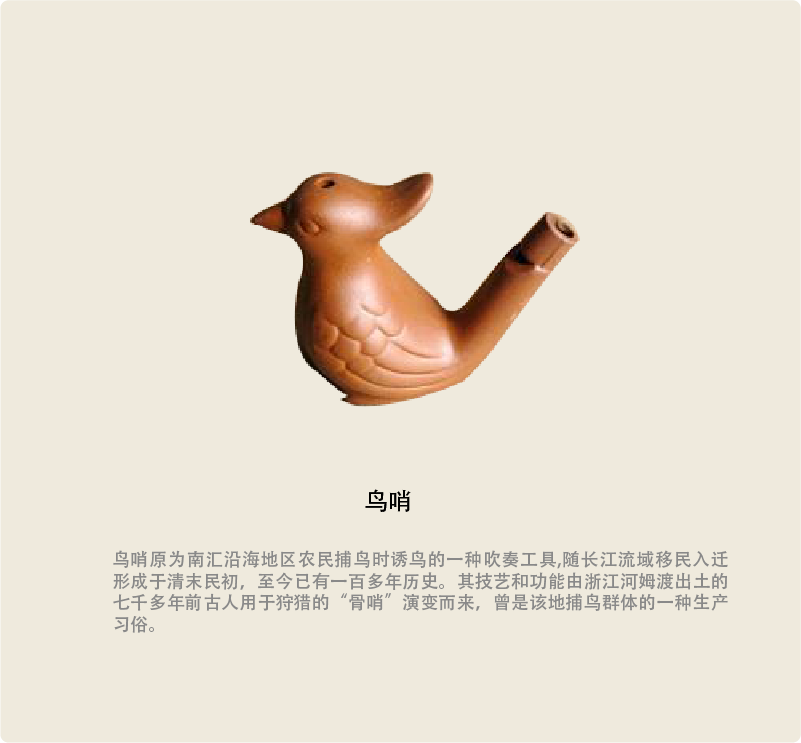 鸟哨
鸟哨原为南汇沿海地区农民捕鸟时诱鸟的一种吹奏工具,随长江流域移民入迁
形成于清末民初，至今已有一百多年历史。其技艺和功能由浙江河姆渡出土的
七千多年前古人用于狩猎的“骨哨”演变而来，曾是该地捕鸟群体的一种生产
习俗。